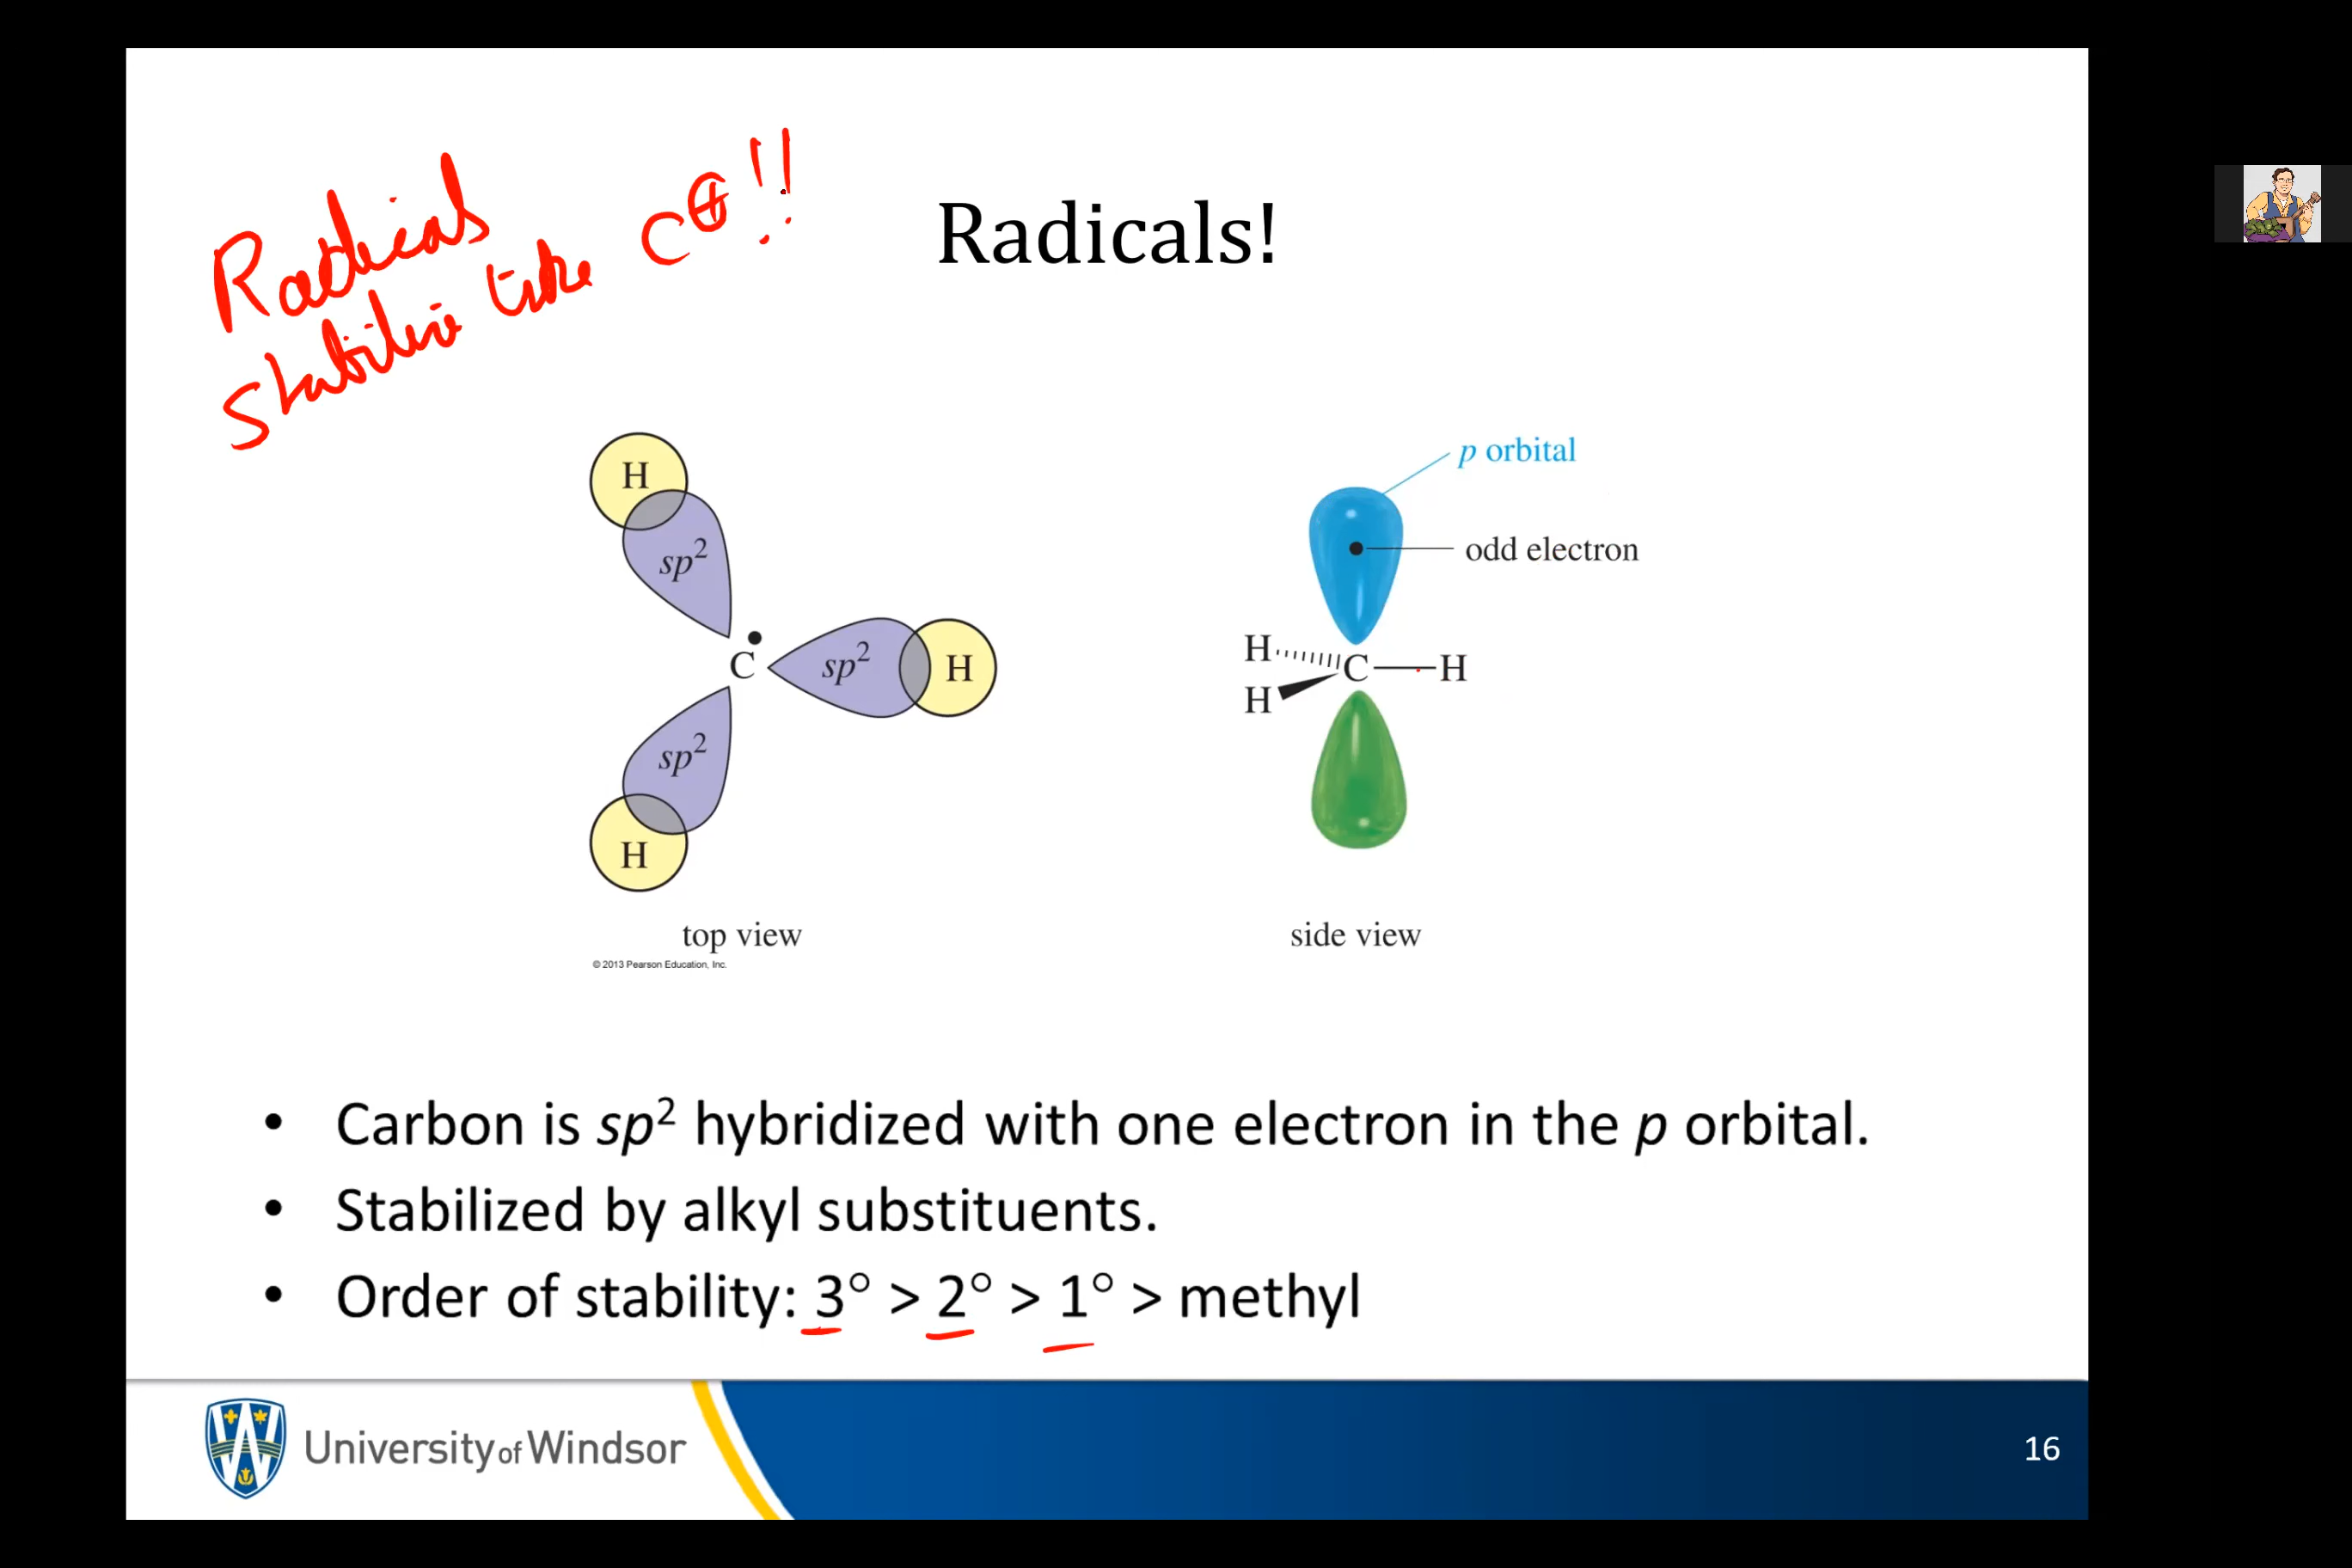 Radicals!
Radicals
stabilize like C⊕!!
H
sp²
C
•
sp²
H
sp²
H
top view
© 2013 Pearson Education, Inc.
p orbital
odd electron
H
C
H
H
side view
• Carbon is sp² hybridized with one electron in the p orbital.
• Stabilized by alkyl substituents.
• Order of stability: 3° > 2° > 1° > methyl
University of Windsor
16